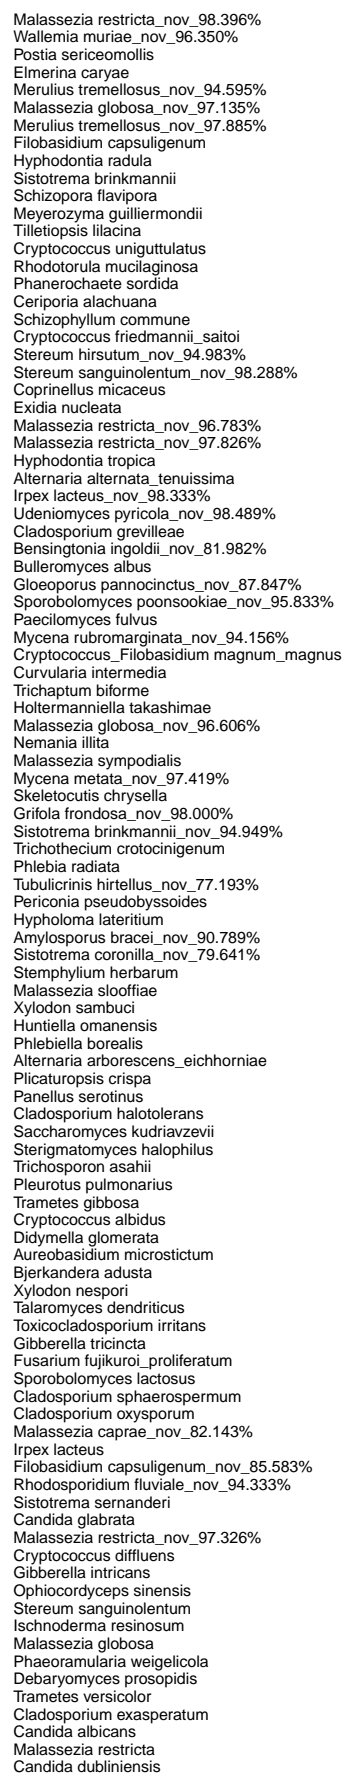 Malassezia restricta_nov_98.396%
Wallemia muriae_nov_96.350%
Postia sericeomollis
Elmerina caryae
Merulius tremellosus_nov_94.595%
Malassezia globosa_nov_97.135%
Merulius tremellosus_nov_97.885%
Filobasidium capsuligenum
Hyphodontia radula
Sistotrema brinkmannii
Schizopora flavipora
Meyerozyma guilliermondii
Tilletiopsis lilacina
Cryptococcus uniguttulatus
Rhodotorula mucilaginosa
Phanerochaete sordida
Ceriporia alachuana
Schizophyllum commune
Cryptococcus friedmannii_saitoi
Stereum hirsutum_nov_94.983%
Stereum sanguinolentum_nov_98.288%
Coprinellus micaceus
Exidia nucleata
Malassezia restricta_nov_96.783%
Malassezia restricta_nov_97.826%
Hyphodontia tropica
Alternaria alternata_tenuissima
Irpex lacteus_nov_98.333%
Udeniomyces pyricola_nov_98.489%
Cladosporium grevilleae
Bensingtonia ingoldii_nov_81.982%
Bulleromyces albus
Gloeoporus pannocinctus_nov_87.847%
Sporobolomyces poonsookiae_nov_95.833%
Paecilomyces fulvus
Mycena rubromarginata_nov_94.156%
Cryptococcus_Filobasidium magnum_magnus
Curvularia intermedia
Trichaptum biforme
Holtermanniella takashimae
Malassezia globosa_nov_96.606%
Nemania illita
Malassezia sympodialis
Mycena metata_nov_97.419%
Skeletocutis chrysella
Grifola frondosa_nov_98.000%
Sistotrema brinkmannii_nov_94.949%
Trichothecium crotocinigenum
Phlebia radiata
Tubulicrinis hirtellus_nov_77.193%
Periconia pseudobyssoides
Hypholoma lateritium
Amylosporus bracei_nov_90.789%
Sistotrema coronilla_nov_79.641%
Stemphylium herbarum
Malassezia slooffiae
Xylodon sambuci
Huntiella omanensis
Phlebiella borealis
Alternaria arborescens_eichhorniae
Plicaturopsis crispa
Panellus serotinus
Cladosporium halotolerans
Saccharomyces kudriavzevii
Sterigmatomyces halophilus
Trichosporon asahii
Pleurotus pulmonarius
Trametes gibbosa
Cryptococcus albidus
Didymella glomerata
Aureobasidium microstictum
Bjerkandera adusta
Xylodon nespori
Talaromyces dendriticus
Toxicocladosporium irritans
Gibberella tricincta
Fusarium fujikuroi_proliferatum
Sporobolomyces lactosus
Cladosporium sphaerospermum
Cladosporium oxysporum
Malassezia caprae_nov_82.143%
Irpex lacteus
Filobasidium capsuligenum_nov_85.583%
Rhodosporidium fluviale_nov_94.333%
Sistotrema sernanderi
Candida glabrata
Malassezia restricta_nov_97.326%
Cryptococcus diffluens
Gibberella intricans
Ophiocordyceps sinensis
Stereum sanguinolentum
Ischnoderma resinosum
Malassezia globosa
Phaeoramularia weigelicola
Debaryomyces prosopidis
Trametes versicolor
Cladosporium exasperatum
Candida albicans
Malassezia restricta
Candida dubliniensis